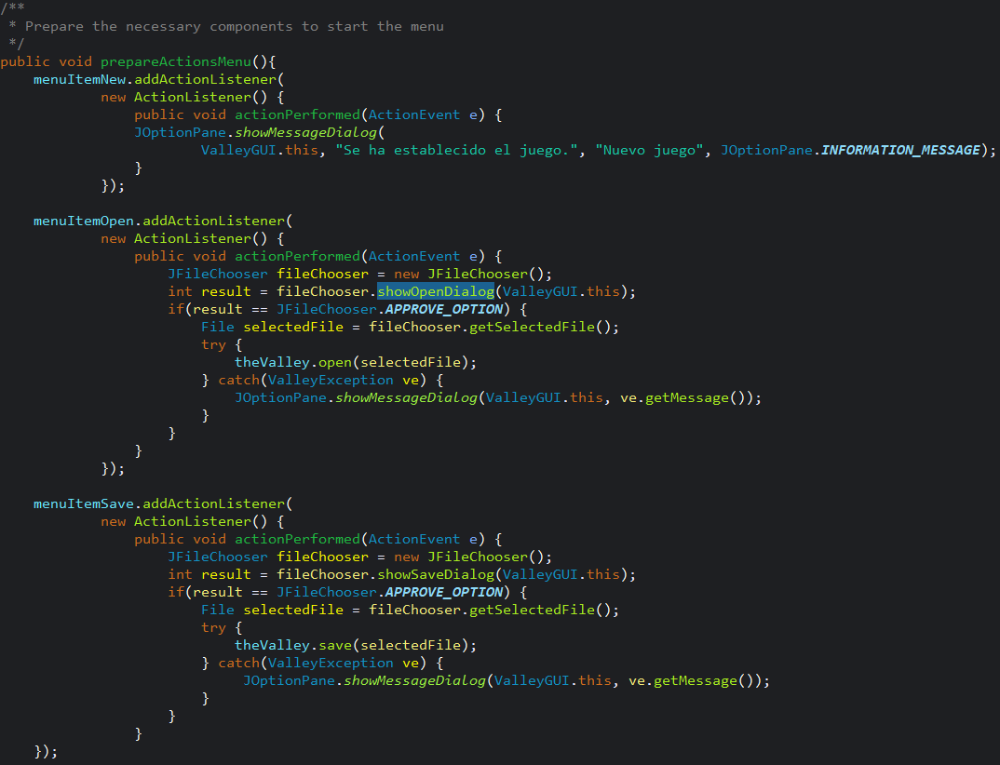 /**
 * Prepare the necessary components to start the menu
 */
public void prepareActionsMenu(){
    menuItemNew.addActionListener(
            new ActionListener() {
                public void actionPerformed(ActionEvent e) {
                JOptionPane.showMessageDialog(
                        ValleyGUI.this, "Se ha establecido el juego.", "Nuevo juego", JOptionPane.INFORMATION_MESSAGE);
                }
            });

    menuItemOpen.addActionListener(
            new ActionListener() {
                public void actionPerformed(ActionEvent e) {
                    JFileChooser fileChooser = new JFileChooser();
                    int result = fileChooser.showOpenDialog(ValleyGUI.this);
                    if(result == JFileChooser.APPROVE_OPTION) {
                        File selectedFile = fileChooser.getSelectedFile();
                        try {
                            theValley.open(selectedFile);
                        } catch(ValleyException ve) {
                            JOptionPane.showMessageDialog(ValleyGUI.this, ve.getMessage());
                        }
                    }
                }
            });

    menuItemSave.addActionListener(
            new ActionListener() {
                public void actionPerformed(ActionEvent e) {
                    JFileChooser fileChooser = new JFileChooser();
                    int result = fileChooser.showSaveDialog(ValleyGUI.this);
                    if(result == JFileChooser.APPROVE_OPTION) {
                        File selectedFile = fileChooser.getSelectedFile();
                        try {
                            theValley.save(selectedFile);
                        } catch(ValleyException ve) {
                             JOptionPane.showMessageDialog(ValleyGUI.this, ve.getMessage());
                        }
                    }
                }
    });